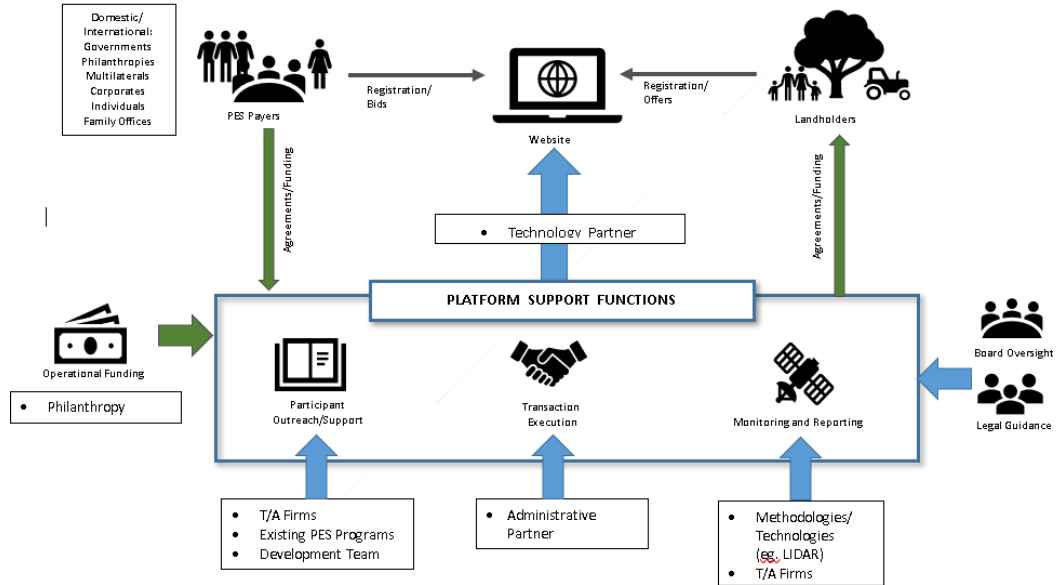 Domestic/
International:
Governments
Philanthropies
Multilaterals
Corporates
Individuals
Family Offices
PES Payers
Registration/
Bids
Website
Registration/
Offers
Landholders
Agreements/Funding
Agreements/Funding
• Technology Partner
PLATFORM SUPPORT FUNCTIONS
Operational Funding
• Philanthropy
Participant
Outreach/Support
Transaction
Execution
Monitoring and Reporting
Board Oversight
Legal Guidance
• T/A Firms
• Existing PES Programs
• Development Team
• Administrative
Partner
• Methodologies/
Technologies
(eg. LIDAR)
• T/A Firms